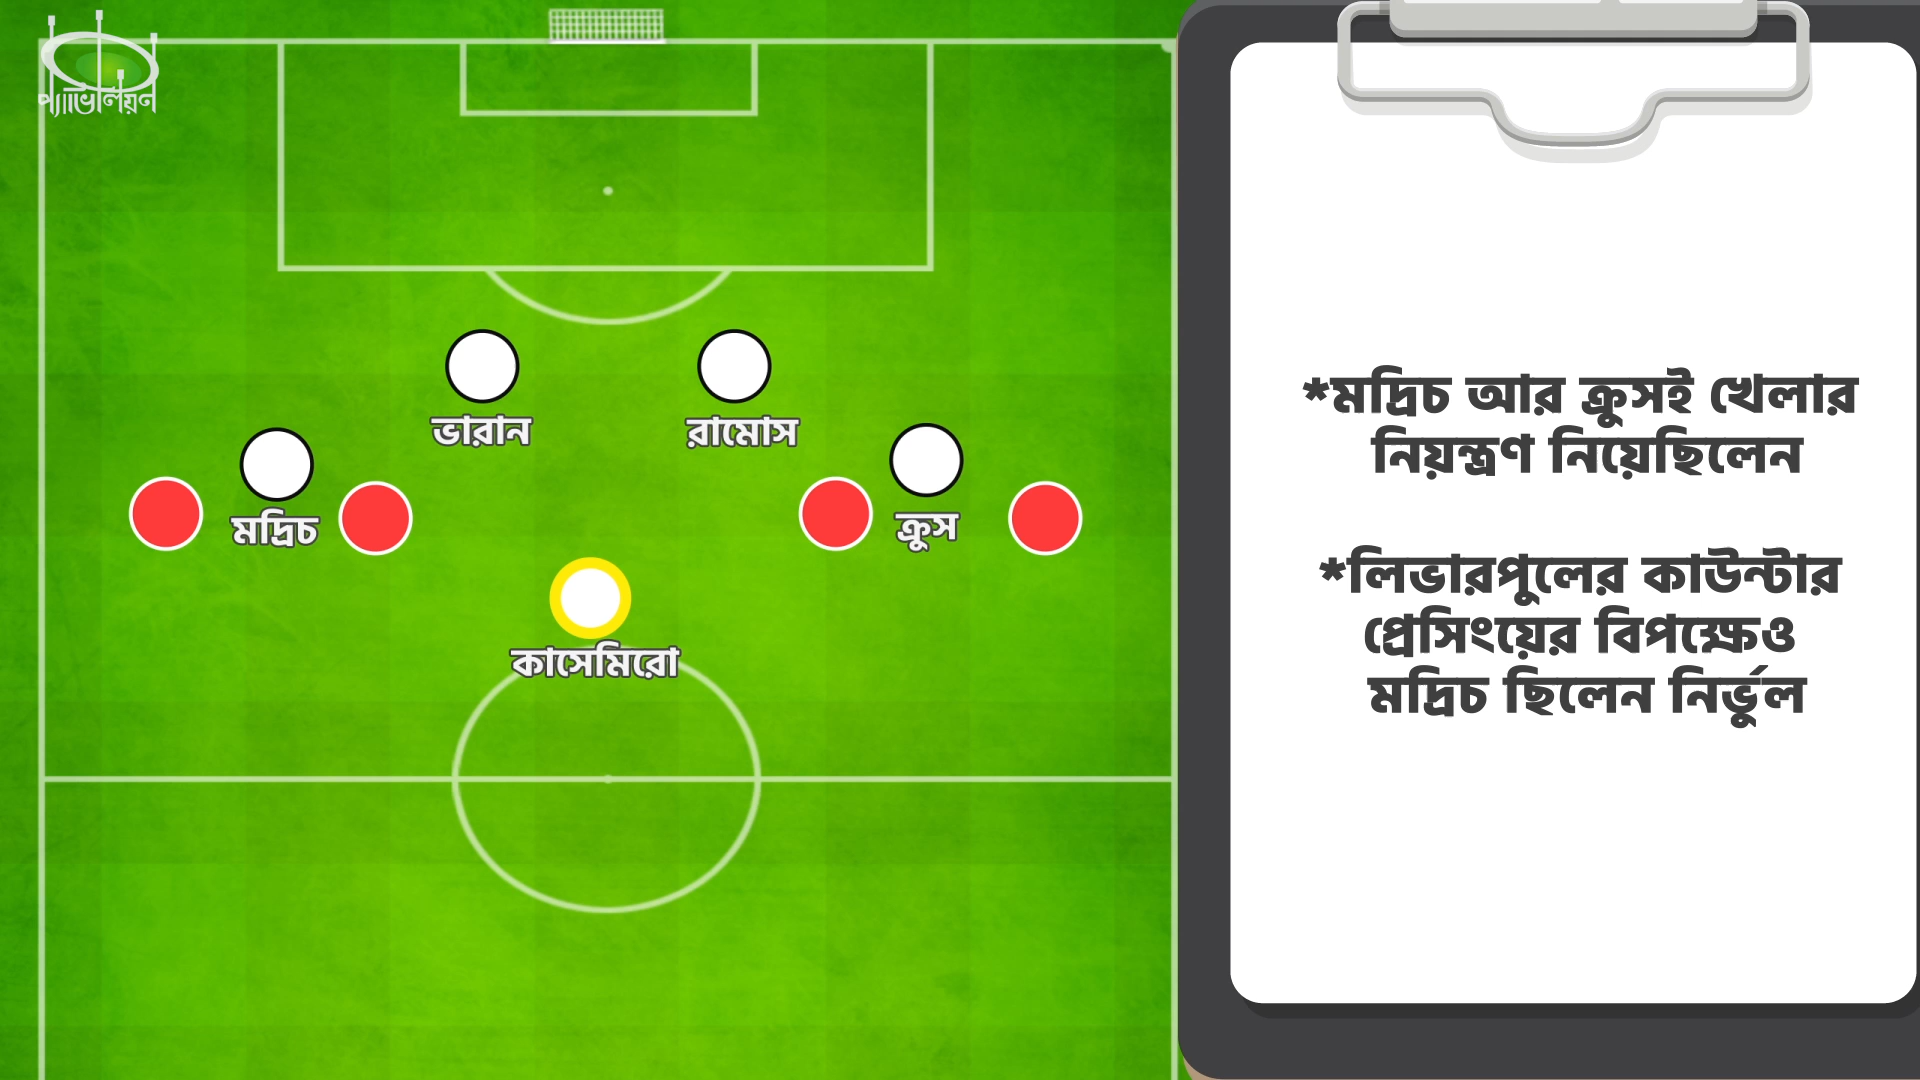 প্যাভিলিয়ন
ভারান
রামোস
মদ্রিচ
ক্রুস
কাসেমিরো
*মদ্রিচ আর ক্রুসই খেলার
নিয়ন্ত্রণ নিয়েছিলেন
*লিভারপুলের কাউন্টার
প্রেসিংয়ের বিপক্ষেও
মদ্রিচ ছিলেন নির্ভুল